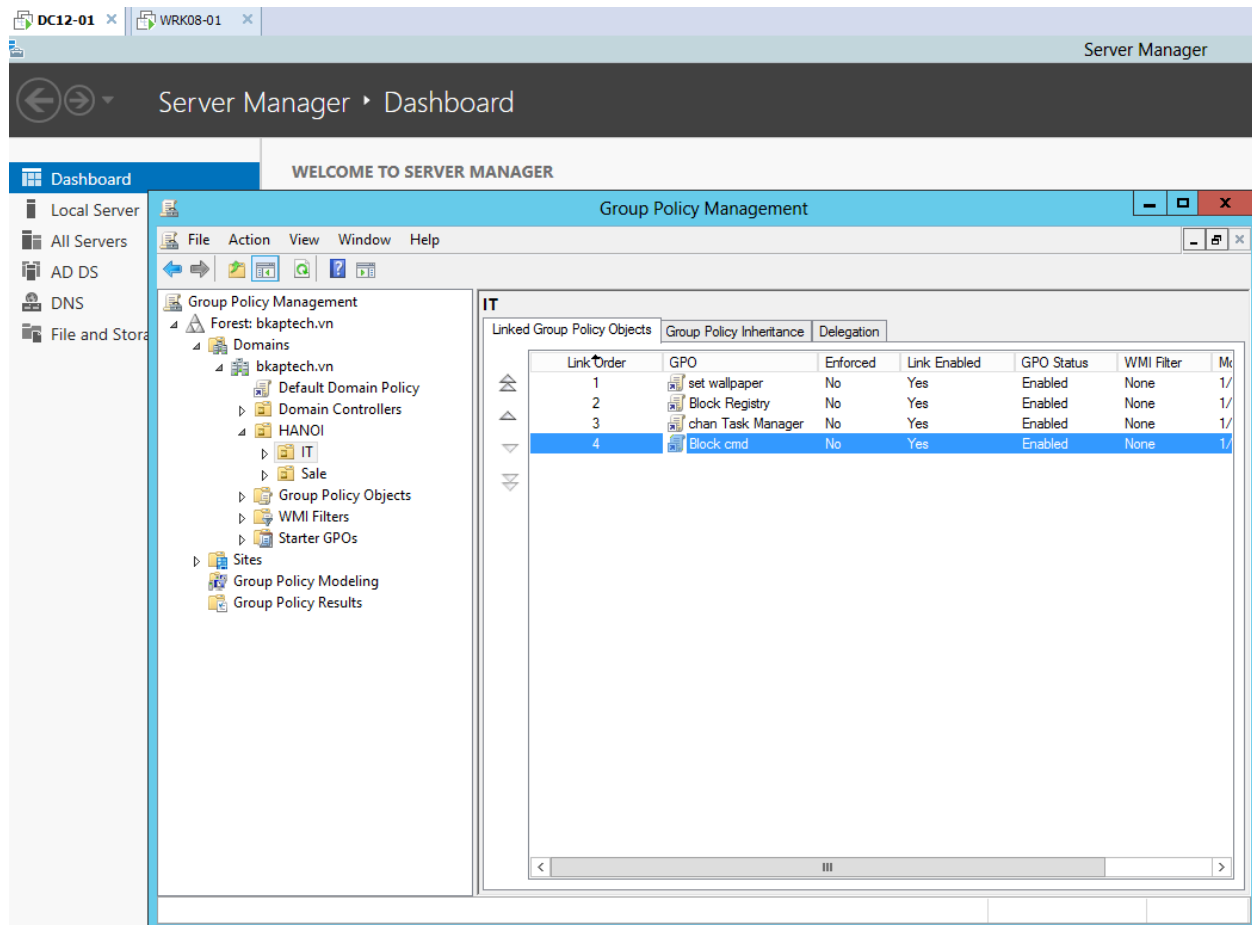 DC12-01 WRK08-01
Server Manager
Server Manager Dashboard
Dashboard
Local Server
All Servers
AD DS
DNS
File and Stora
WELCOME TO SERVER MANAGER
Group Policy Management
File Action View Window Help
Group Policy Management
Forest: bkaptech.vn
Domains
bkaptech.vn
Default Domain Policy
Domain Controllers
HANOI
IT
Sale
Group Policy Objects
WMI Filters
Starter GPOs
Sites
Group Policy Modeling
Group Policy Results
IT
Linked Group Policy Objects Group Policy Inheritance Delegation
Link Order GPO Enforced Link Enabled GPO Status WMI Filter Mo
1 set wallpaper No Yes Enabled None 1/
2 Block Registry No Yes Enabled None 1/
3 chan Task Manager No Yes Enabled None 1/
4 Block cmd No Yes Enabled None 1/